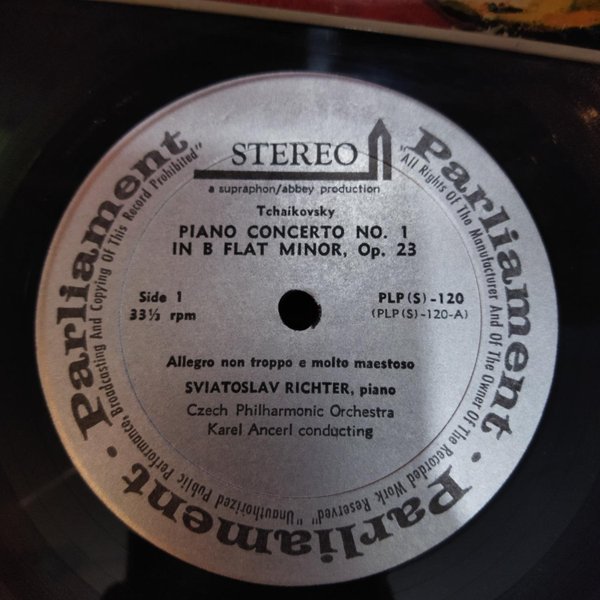 STEREO
a supraphon/abbey production
Tchaikovsky
PIANO CONCERTO NO. 1
IN B FLAT MINOR, Op. 23
Side 1
33⅓ rpm
PLP(S)-120
(PLP(S)-120-A)
Allegro non troppo e molto maestoso
SVIATOSLAV RICHTER, piano
Czech Philharmonic Orchestra
Karel Ancerl conducting
Parliament · Parliament · Parliament · Parliament
"All Rights Of The Manufacturer And Of The Owner Of The Recorded Work Reserved"
"Unauthorized Public Performance, Broadcasting And Copying Of This Record Prohibited"